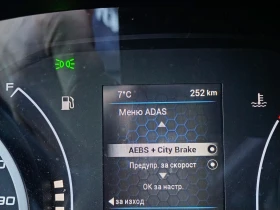 7°C 252 km
F
Меню ADAS
AEBS + City Brake
Предупр. за скорост
ОК за настр.
за изход